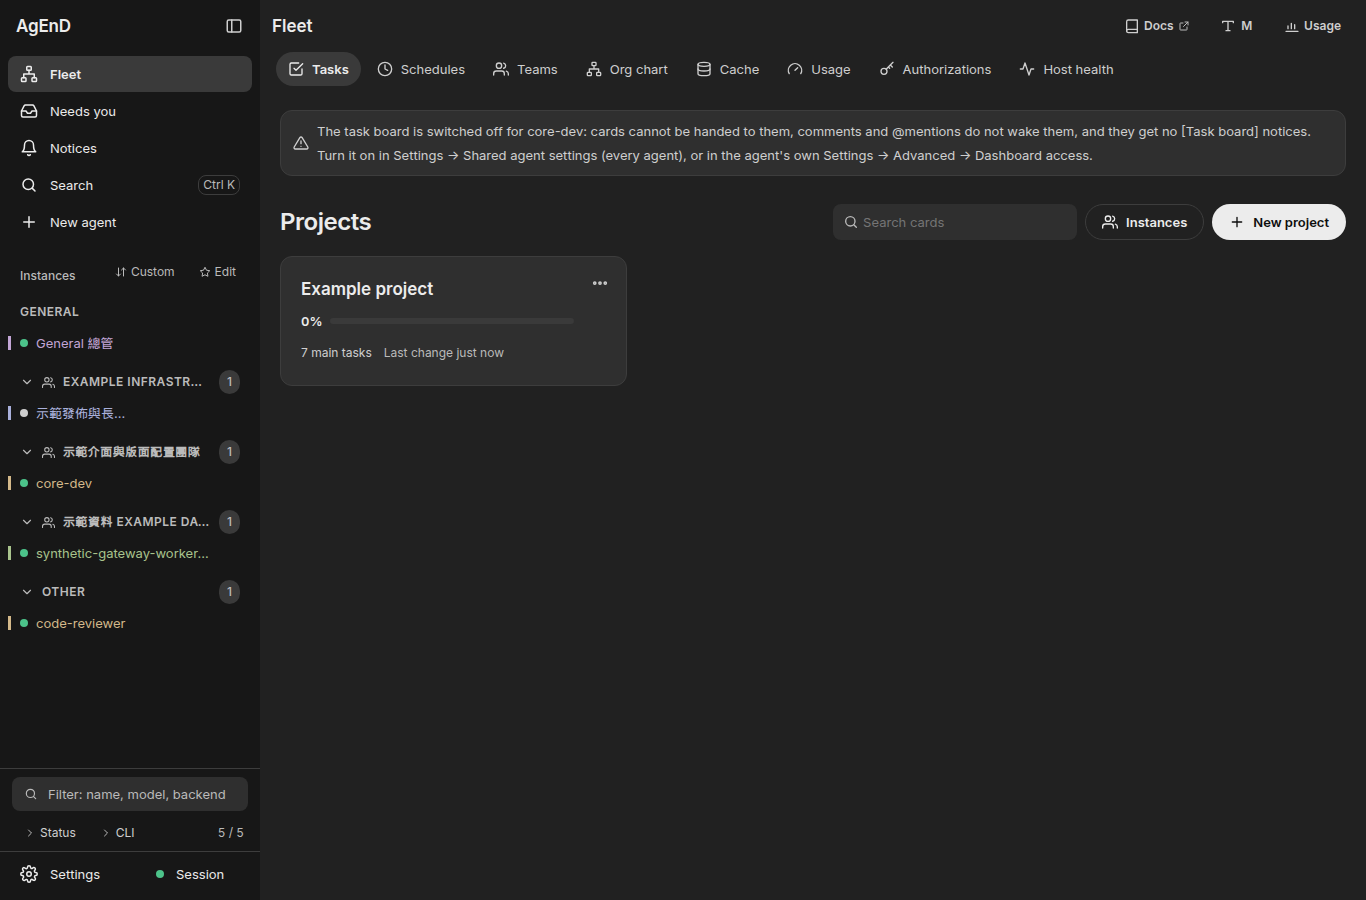 AgEnD
Fleet
Needs you
Notices
Search Ctrl K
New agent
Instances Custom Edit
GENERAL
General 總管
EXAMPLE INFRASTR... 1
示範發佈與長...
示範介面與版面配置團隊 1
core-dev
示範資料 EXAMPLE DA... 1
synthetic-gateway-worker...
OTHER 1
code-reviewer
Filter: name, model, backend
Status CLI 5 / 5
Settings Session
Fleet Docs M Usage
Tasks Schedules Teams Org chart Cache Usage Authorizations Host health
The task board is switched off for core-dev: cards cannot be handed to them, comments and @mentions do not wake them, and they get no [Task board] notices.
Turn it on in Settings → Shared agent settings (every agent), or in the agent's own Settings → Advanced → Dashboard access.
Projects Search cards Instances New project
Example project
0%
7 main tasks Last change just now